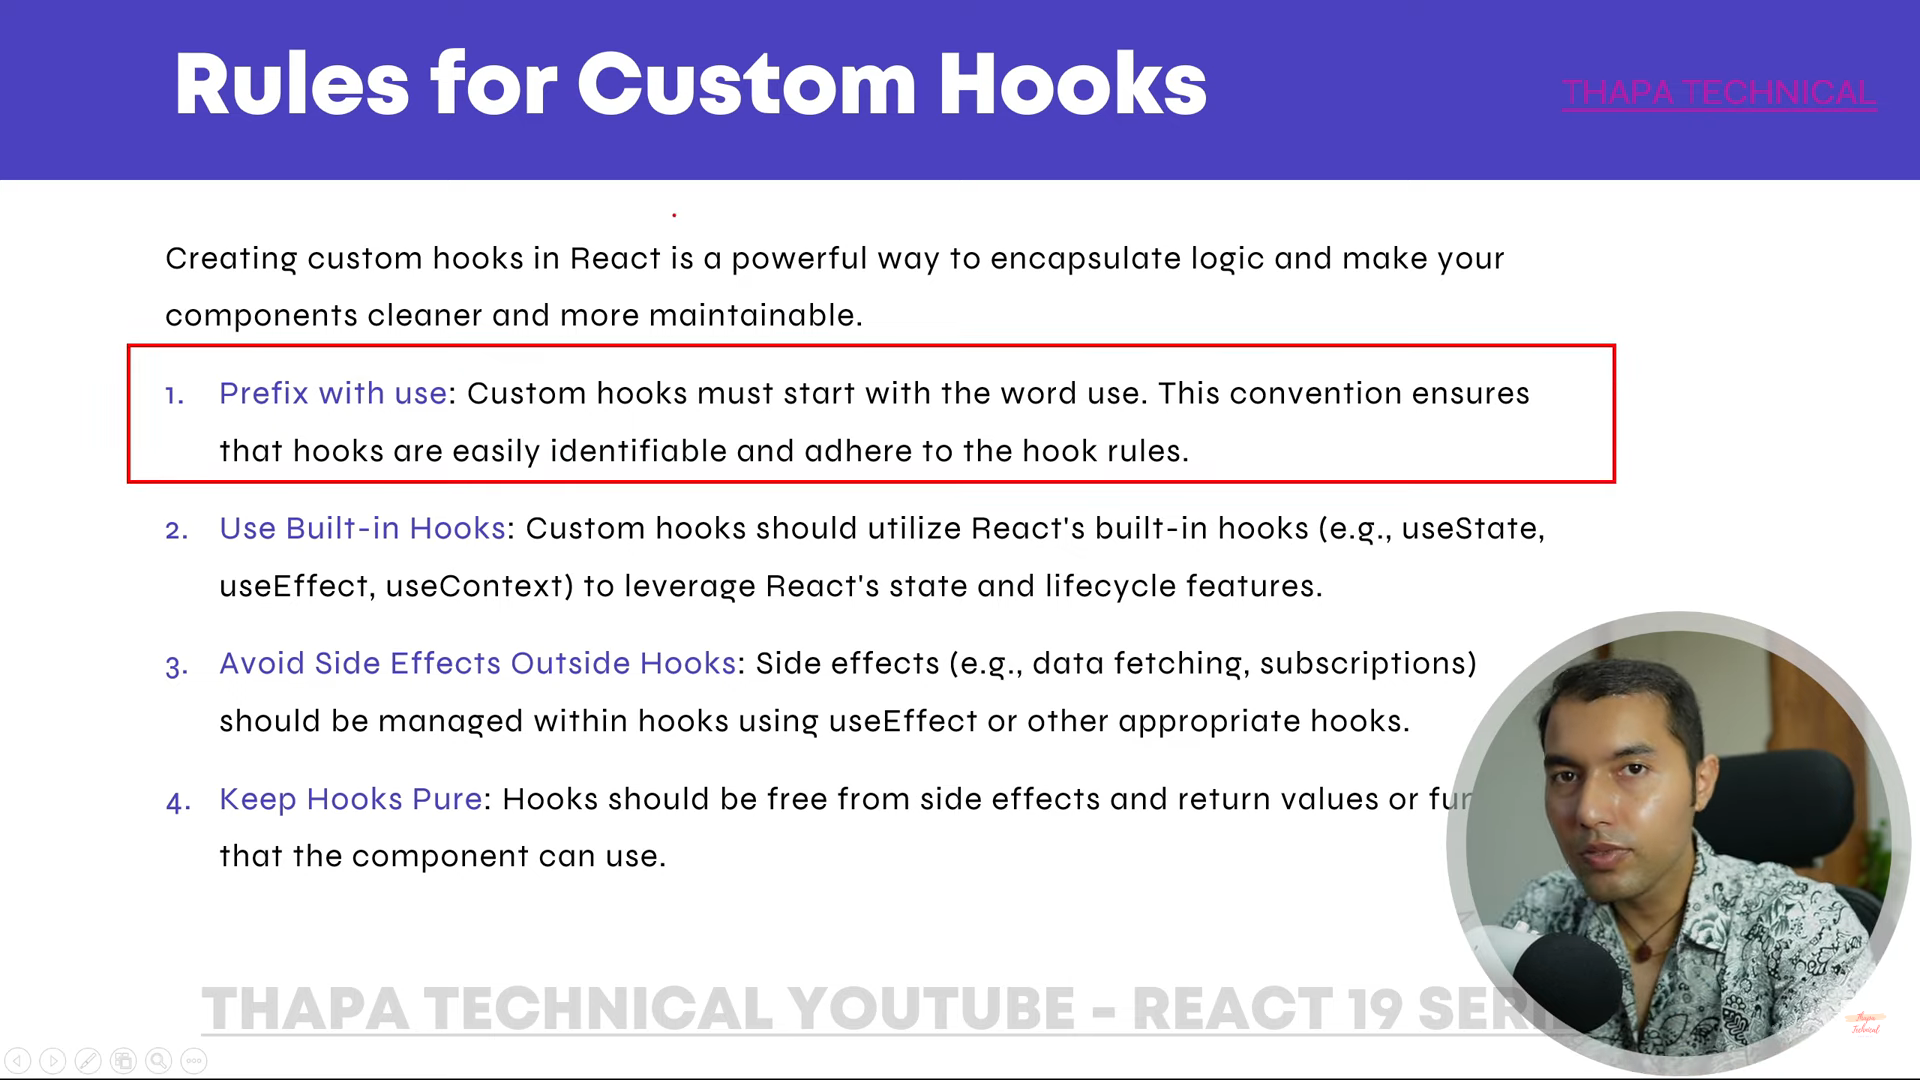 Rules for Custom Hooks
THAPA TECHNICAL
Creating custom hooks in React is a powerful way to encapsulate logic and make your
components cleaner and more maintainable.
1. Prefix with use: Custom hooks must start with the word use. This convention ensures
that hooks are easily identifiable and adhere to the hook rules.
2. Use Built-in Hooks: Custom hooks should utilize React's built-in hooks (e.g., useState,
useEffect, useContext) to leverage React's state and lifecycle features.
3. Avoid Side Effects Outside Hooks: Side effects (e.g., data fetching, subscriptions)
should be managed within hooks using useEffect or other appropriate hooks.
4. Keep Hooks Pure: Hooks should be free from side effects and return values or
that the component can use.
THAPA TECHNICAL YOUTUBE - REACT 19
Thapa
Technical